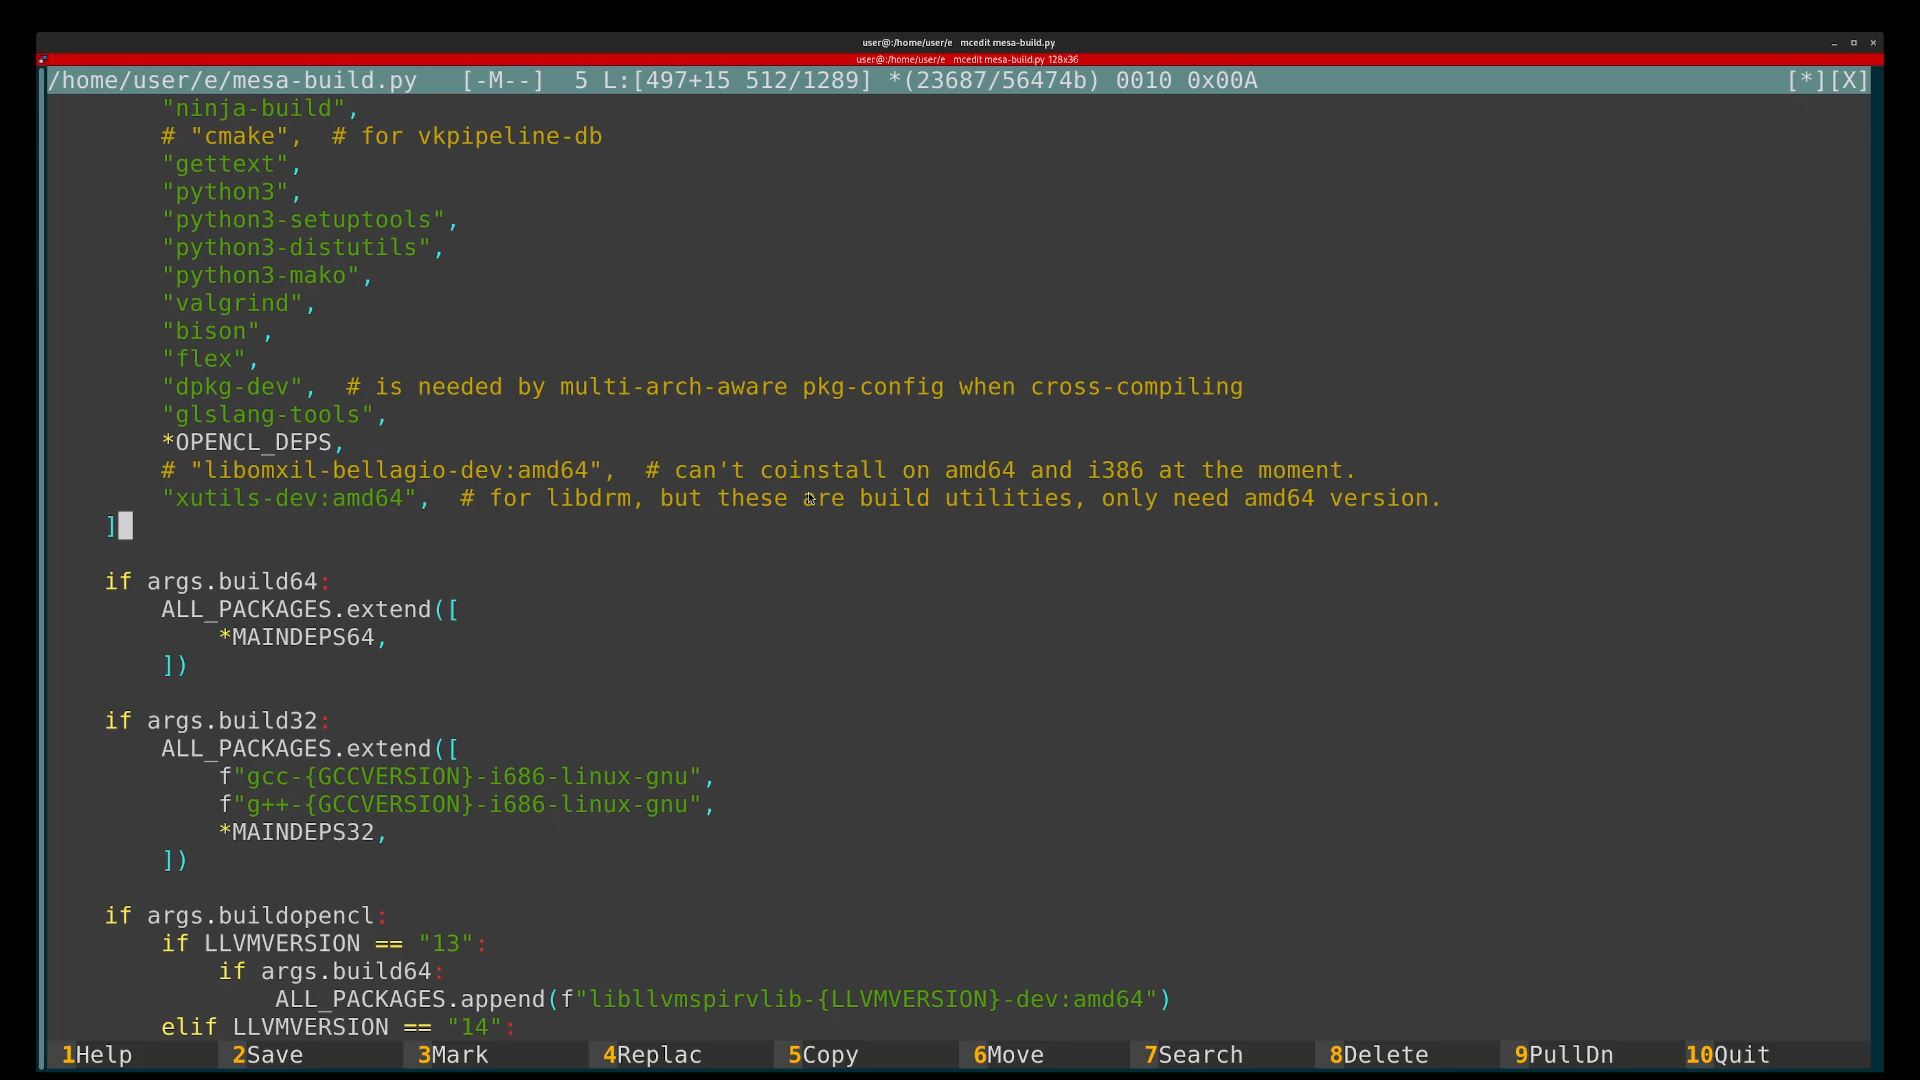 user@:/home/user/e   mcedit mesa-build.py
user@:/home/user/e   mcedit mesa-build.py 128x36
/home/user/e/mesa-build.py   [-M--]  5 L:[497+15 512/1289] *(23687/56474b) 0010 0x00A   [*][X]
        "ninja-build",
        # "cmake",  # for vkpipeline-db
        "gettext",
        "python3",
        "python3-setuptools",
        "python3-distutils",
        "python3-mako",
        "valgrind",
        "bison",
        "flex",
        "dpkg-dev",  # is needed by multi-arch-aware pkg-config when cross-compiling
        "glslang-tools",
        *OPENCL_DEPS,
        # "libomxil-bellagio-dev:amd64",  # can't coinstall on amd64 and i386 at the moment.
        "xutils-dev:amd64",  # for libdrm, but these are build utilities, only need amd64 version.
    ]
    if args.build64:
        ALL_PACKAGES.extend([
            *MAINDEPS64,
        ])
    if args.build32:
        ALL_PACKAGES.extend([
            f"gcc-{GCCVERSION}-i686-linux-gnu",
            f"g++-{GCCVERSION}-i686-linux-gnu",
            *MAINDEPS32,
        ])
    if args.buildopencl:
        if LLVMVERSION == "13":
            if args.build64:
                ALL_PACKAGES.append(f"libllvmspirvlib-{LLVMVERSION}-dev:amd64")
        elif LLVMVERSION == "14":
1Help  2Save  3Mark  4Replac  5Copy  6Move  7Search  8Delete  9PullDn  10Quit